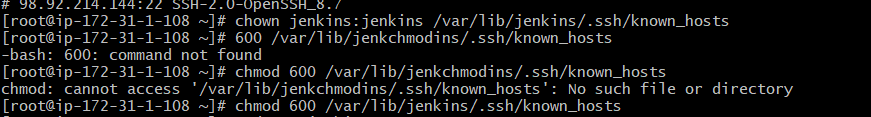 # 98.92.214.144:22 SSH-2.0-OpenSSH_8.7
[root@ip-172-31-1-108 ~]# chown jenkins:jenkins /var/lib/jenkins/.ssh/known_hosts
[root@ip-172-31-1-108 ~]# 600 /var/lib/jenkchmodins/.ssh/known_hosts
-bash: 600: command not found
[root@ip-172-31-1-108 ~]# chmod 600 /var/lib/jenkchmodins/.ssh/known_hosts
chmod: cannot access '/var/lib/jenkchmodins/.ssh/known_hosts': No such file or directory
[root@ip-172-31-1-108 ~]# chmod 600 /var/lib/jenkins/.ssh/known_hosts